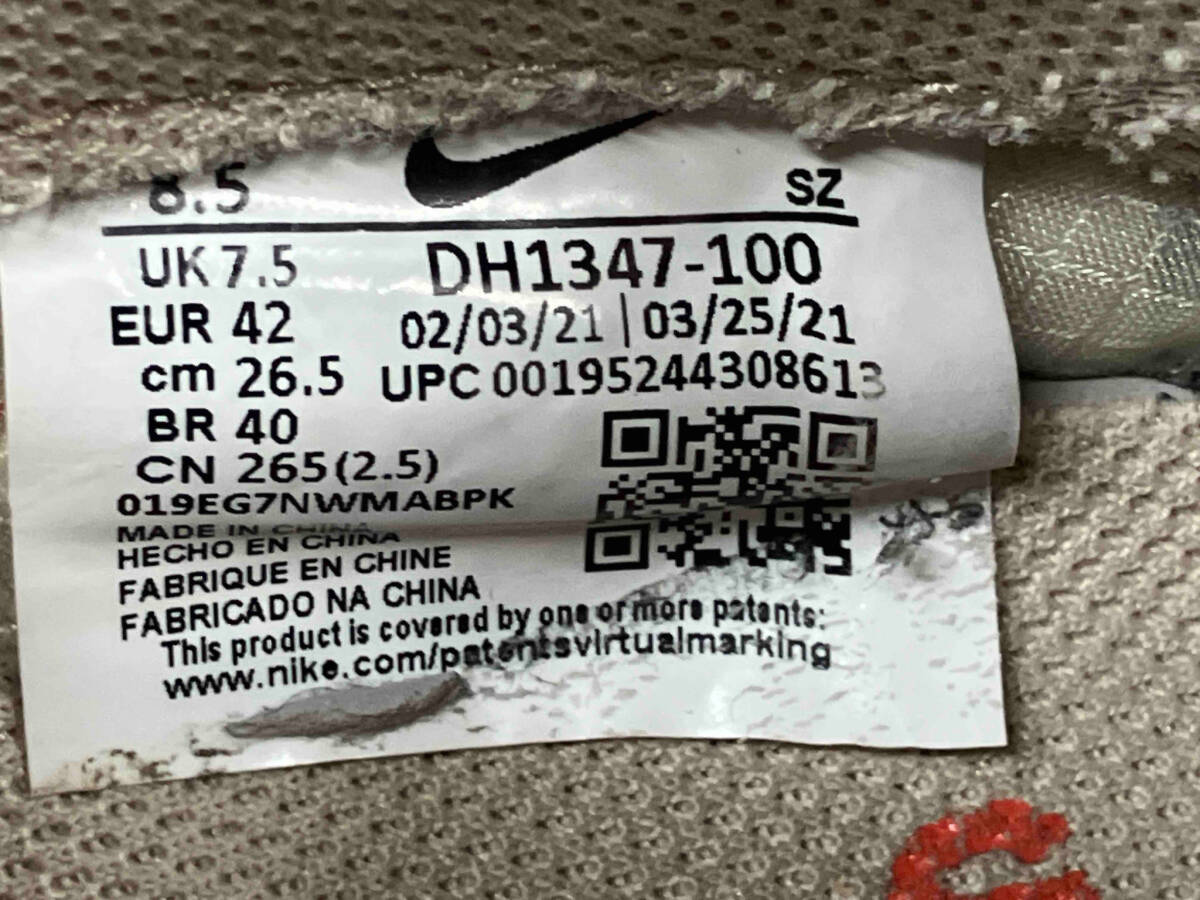 8.5 SZ
UK 7.5 DH1347-100
EUR 42 02/03/21 | 03/25/21
cm 26.5 UPC 00195244308613
BR 40
CN 265(2.5)
019EG7NWMABPK
MADE IN CHINA
HECHO EN CHINA
FABRIQUE EN CHINE
FABRICADO NA CHINA
This product is covered by one or more patents:
www.nike.com/patentsvirtualmarking